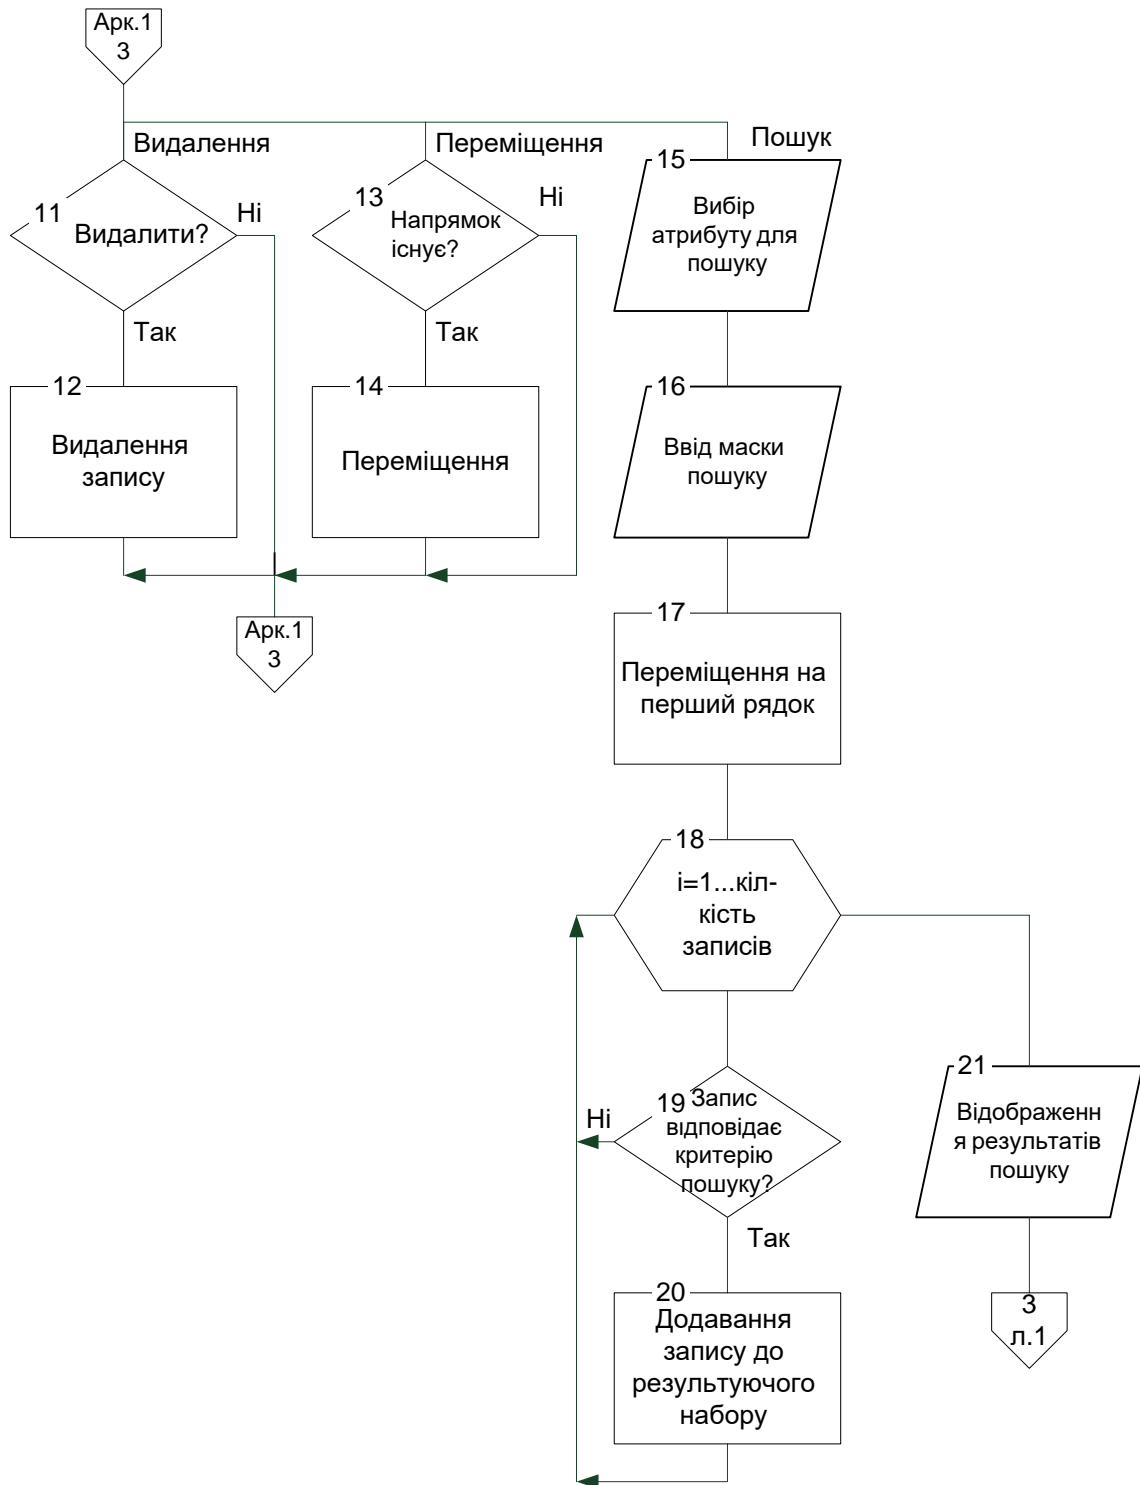 Арк.1
3
Видалення
Переміщення
Пошук
11
Видалити?
Ні
13
Напрямок
існує?
Ні
15
Вибір
атрибуту для
пошуку
Так
Так
12
Видалення
запису
14
Переміщення
16
Ввід маски
пошуку
Арк.1
3
17
Переміщення на
перший рядок
18
і=1...кіл-
кість
записів
19
Запис
відповідає
критерію
пошуку?
Ні
Так
21
Відображенн
я результатів
пошуку
20
Додавання
запису до
результуючого
набору
3
л.1